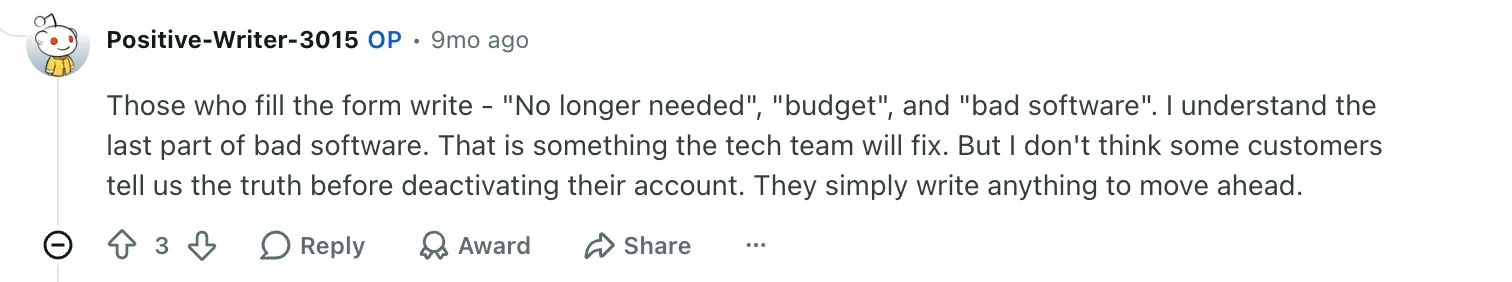 Positive-Writer-3015 OP • 9mo ago
Those who fill the form write - "No longer needed", "budget", and "bad software". I understand the
last part of bad software. That is something the tech team will fix. But I don't think some customers
tell us the truth before deactivating their account. They simply write anything to move ahead.
3 Reply Award Share ...